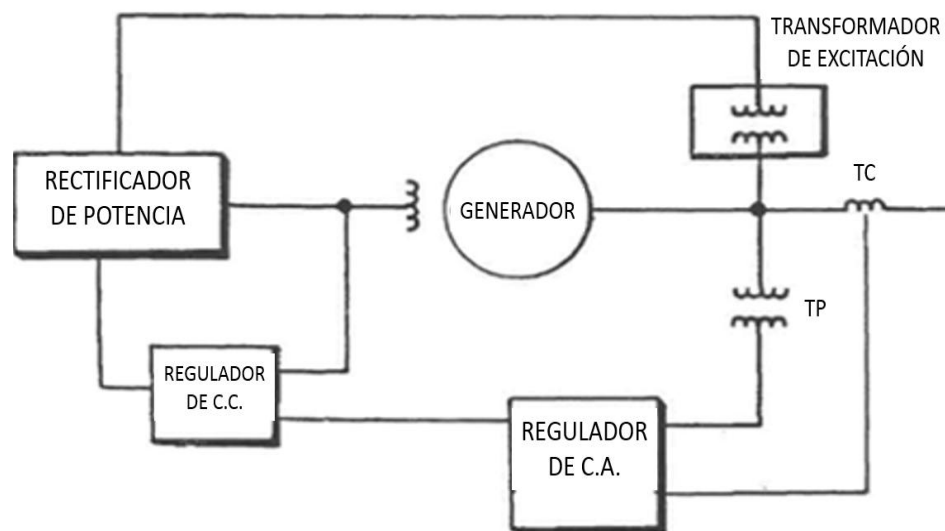 TRANSFORMADOR
DE EXCITACIÓN
RECTIFICADOR
DE POTENCIA
GENERADOR
TC
TP
REGULADOR
DE C.C.
REGULADOR
DE C.A.